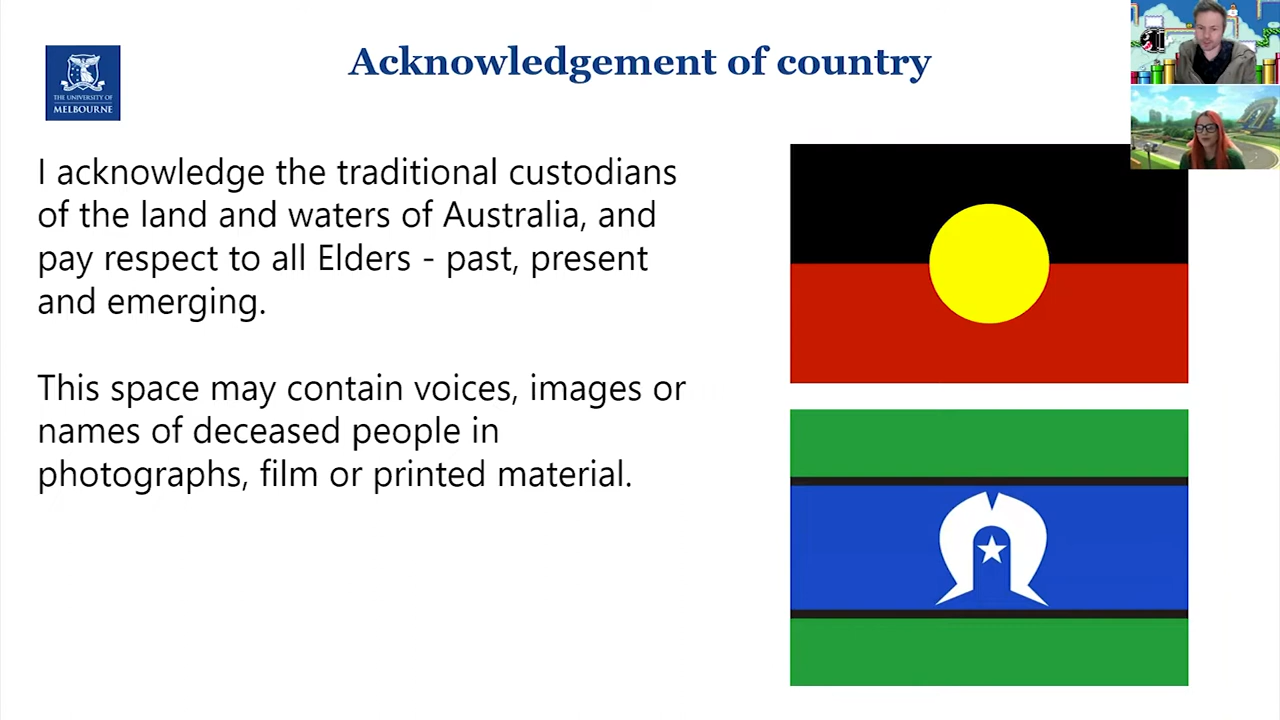 Acknowledgement of country
THE UNIVERSITY OF
MELBOURNE
I acknowledge the traditional custodians
of the land and waters of Australia, and
pay respect to all Elders - past, present
and emerging.
This space may contain voices, images or
names of deceased people in
photographs, film or printed material.